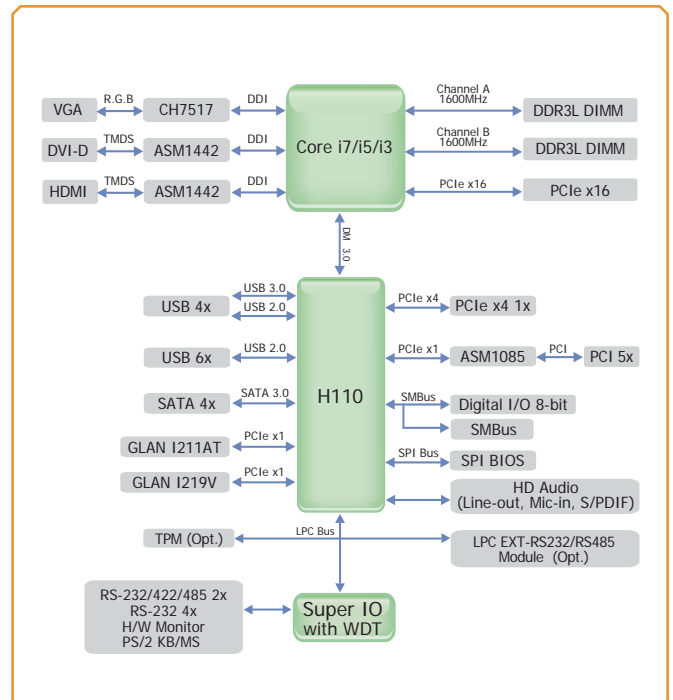 VGA R.G.B CH7517 DDI
DVI-D TMDS ASM1442 DDI
HDMI TMDS ASM1442 DDI
Core i7/i5/i3
Channel A
1600MHz
DDR3L DIMM
Channel B
1600MHz
DDR3L DIMM
PCIe x16
PCIe x16
DMI 3.0
USB 4x
USB 3.0
USB 2.0
USB 6x
USB 2.0
SATA 4x
SATA 3.0
GLAN I211AT
PCIe x1
GLAN I219V
PCIe x1
H110
PCIe x4
PCIe x4 1x
PCIe x1
ASM1085
PCI
PCI 5x
SMBus
Digital I/O 8-bit
SMBus
SPI Bus
SPI BIOS
HD Audio
(Line-out, Mic-in, S/PDIF)
TPM (Opt.)
LPC Bus
LPC EXT-RS232/RS485
Module (Opt.)
RS-232/422/485 2x
RS-232 4x
H/W Monitor
PS/2 KB/MS
Super IO
with WDT